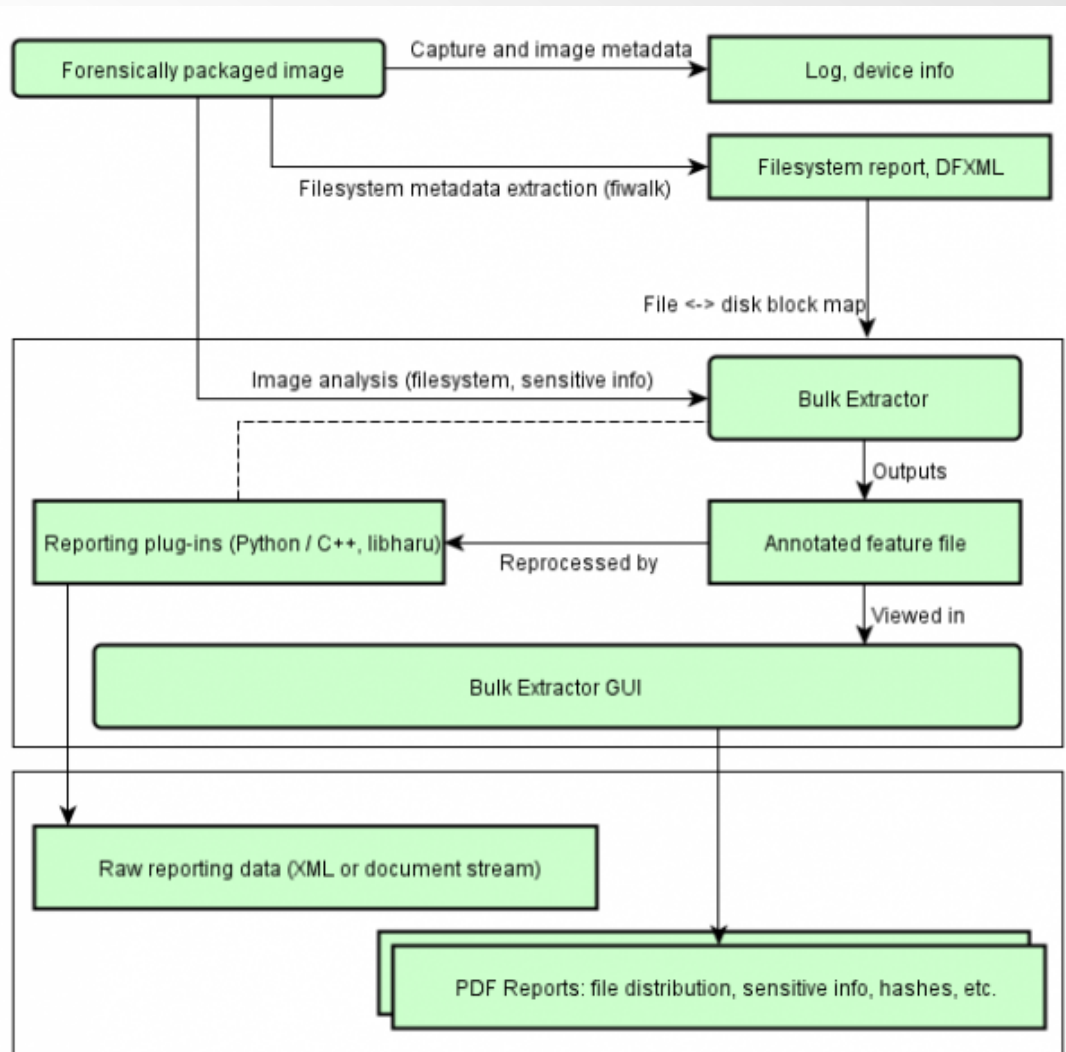 Capture and image metadata
Forensically packaged image
Log, device info
Filesystem report, DFXML
Filesystem metadata extraction (fiwalk)
File <-> disk block map
Image analysis (filesystem, sensitive info)
Bulk Extractor
Outputs
Reporting plug-ins (Python / C++, libharu)
Annotated feature file
Reprocessed by
Viewed in
Bulk Extractor GUI
Raw reporting data (XML or document stream)
PDF Reports: file distribution, sensitive info, hashes, etc.